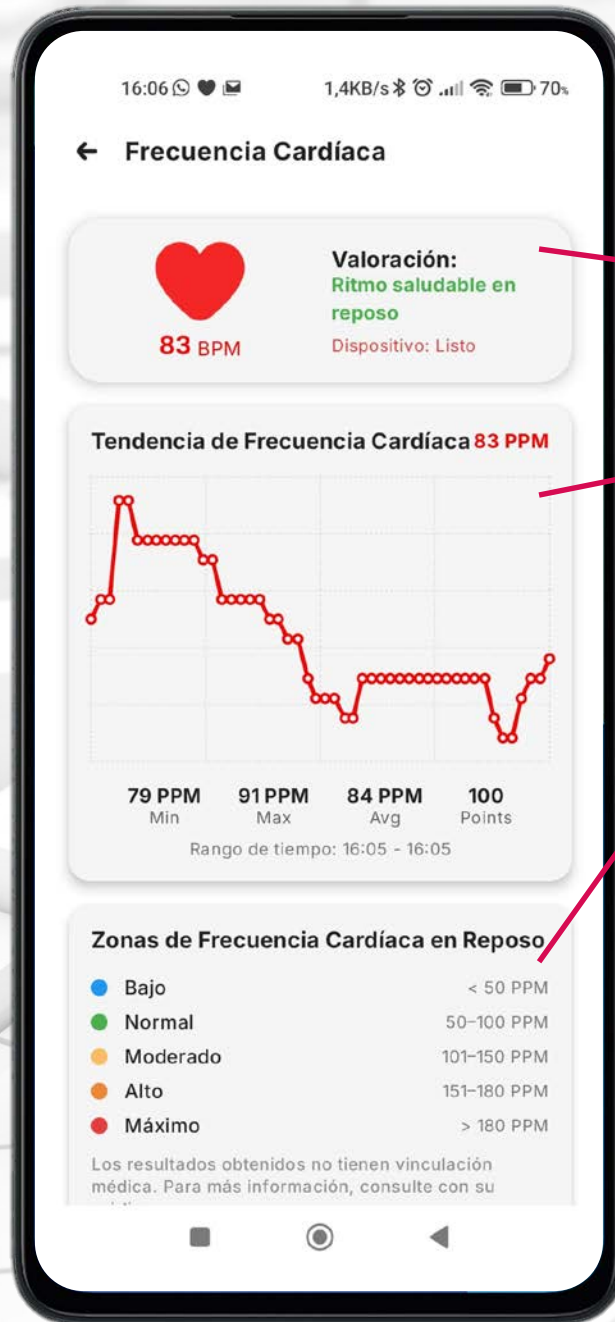 16:06 1,4KB/s 70%
Frecuencia Cardíaca
Valoración:
Ritmo saludable en
reposo
83 BPM
Dispositivo: Listo
Tendencia de Frecuencia Cardíaca 83 PPM
79 PPM 91 PPM 84 PPM 100
Min Max Avg Points
Rango de tiempo: 16:05 - 16:05
Zonas de Frecuencia Cardíaca en Reposo
Bajo < 50 PPM
Normal 50–100 PPM
Moderado 101–150 PPM
Alto 151–180 PPM
Máximo > 180 PPM
Los resultados obtenidos no tienen vinculación
médica. Para más información, consulte con su